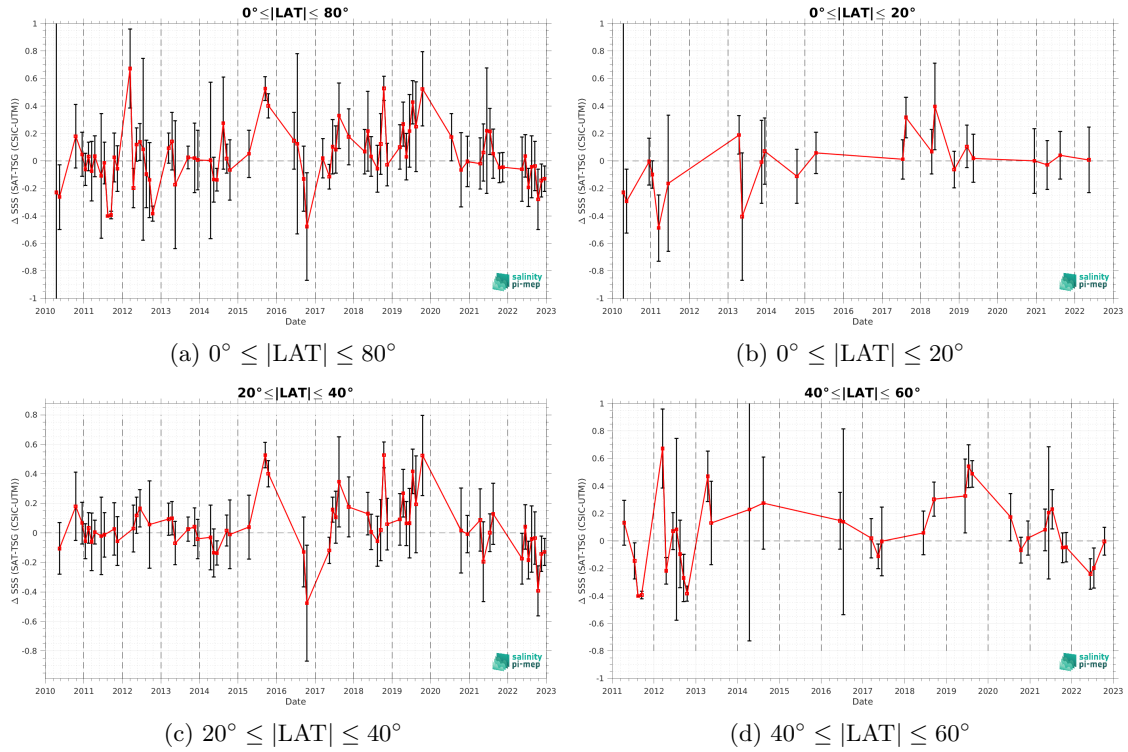 0°≤|LAT|≤ 80°
1
0.8
0.6
0.4
0.2
0
-0.2
-0.4
-0.6
-0.8
-1
Δ SSS (SAT-TSG (CSIC-UTM))
2010 2011 2012 2013 2014 2015 2016 2017 2018 2019 2020 2021 2022 2023
Date
salinity
pi-mep
(a) 0° ≤ |LAT| ≤ 80°
0°≤|LAT|≤ 20°
1
0.8
0.6
0.4
0.2
0
-0.2
-0.4
-0.6
-0.8
-1
Δ SSS (SAT-TSG (CSIC-UTM))
2010 2011 2012 2013 2014 2015 2016 2017 2018 2019 2020 2021 2022 2023
Date
salinity
pi-mep
(b) 0° ≤ |LAT| ≤ 20°
20°≤|LAT|≤ 40°
0.8
0.6
0.4
0.2
0
-0.2
-0.4
-0.6
-0.8
Δ SSS (SAT-TSG (CSIC-UTM))
2010 2011 2012 2013 2014 2015 2016 2017 2018 2019 2020 2021 2022 2023
Date
salinity
pi-mep
(c) 20° ≤ |LAT| ≤ 40°
40°≤|LAT|≤ 60°
1
0.8
0.6
0.4
0.2
0
-0.2
-0.4
-0.6
-0.8
-1
Δ SSS (SAT-TSG (CSIC-UTM))
2011 2012 2013 2014 2015 2016 2017 2018 2019 2020 2021 2022 2023
Date
salinity
pi-mep
(d) 40° ≤ |LAT| ≤ 60°